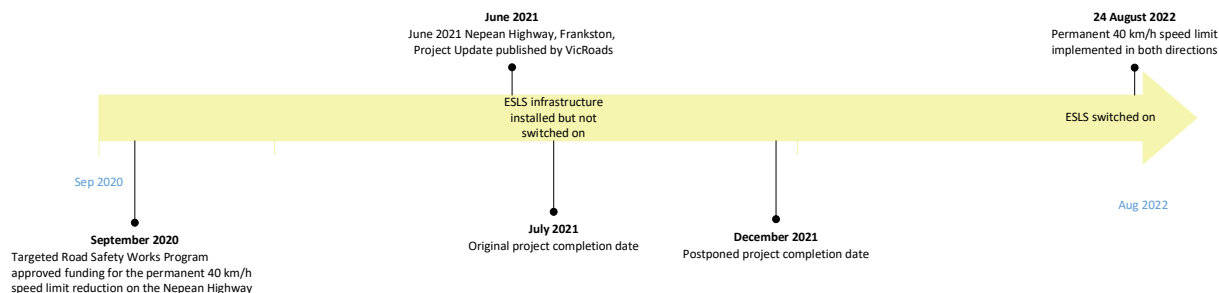 June 2021
June 2021 Nepean Highway, Frankston,
Project Update published by VicRoads
24 August 2022
Permanent 40 km/h speed limit
implemented in both directions
ESLS infrastructure
installed but not
switched on
ESLS switched on
Sep 2020
Aug 2022
September 2020
Targeted Road Safety Works Program
approved funding for the permanent 40 km/h
speed limit reduction on the Nepean Highway
July 2021
Original project completion date
December 2021
Postponed project completion date